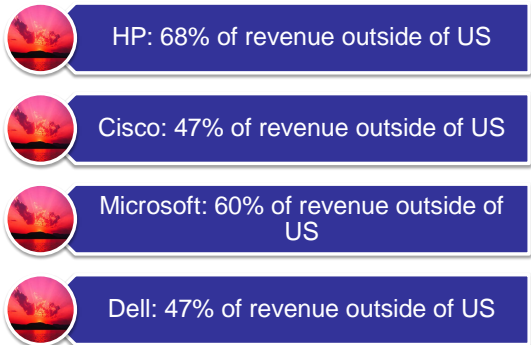 HP: 68% of revenue outside of US
Cisco: 47% of revenue outside of US
Microsoft: 60% of revenue outside of
US
Dell: 47% of revenue outside of US